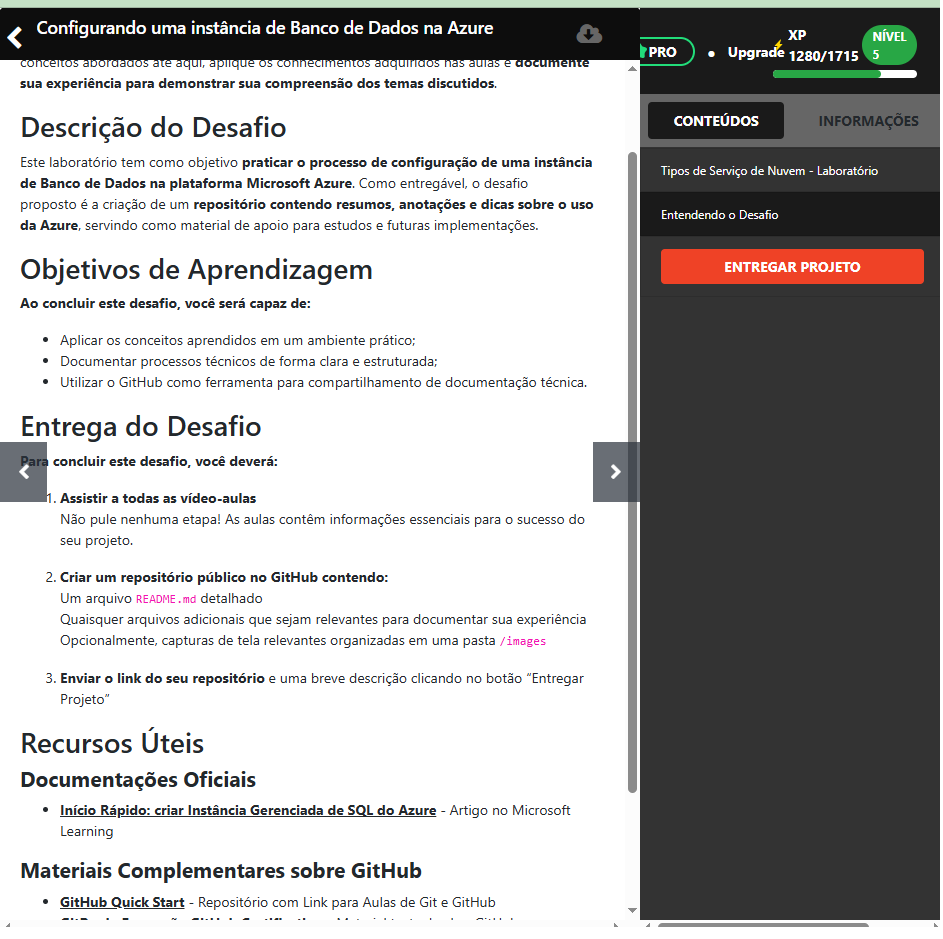 Configurando uma instância de Banco de Dados na Azure
conceitos abordados até aqui, aplique os conhecimentos adquiridos nas aulas e documente
sua experiência para demonstrar sua compreensão dos temas discutidos.
Descrição do Desafio
Este laboratório tem como objetivo praticar o processo de configuração de uma instância
de Banco de Dados na plataforma Microsoft Azure. Como entregável, o desafio
proposto é a criação de um repositório contendo resumos, anotações e dicas sobre o uso
da Azure, servindo como material de apoio para estudos e futuras implementações.
Objetivos de Aprendizagem
Ao concluir este desafio, você será capaz de:
Aplicar os conceitos aprendidos em um ambiente prático;
Documentar processos técnicos de forma clara e estruturada;
Utilizar o GitHub como ferramenta para compartilhamento de documentação técnica.
Entrega do Desafio
Para concluir este desafio, você deverá:
1. Assistir a todas as vídeo-aulas
Não pule nenhuma etapa! As aulas contêm informações essenciais para o sucesso do
seu projeto.
2. Criar um repositório público no GitHub contendo:
Um arquivo README.md detalhado
Quaisquer arquivos adicionais que sejam relevantes para documentar sua experiência
Opcionalmente, capturas de tela relevantes organizadas em uma pasta /images
3. Enviar o link do seu repositório e uma breve descrição clicando no botão “Entregar
Projeto”
Recursos Úteis
Documentações Oficiais
Início Rápido: criar Instância Gerenciada de SQL do Azure - Artigo no Microsoft
Learning
Materiais Complementares sobre GitHub
GitHub Quick Start - Repositório com Link para Aulas de Git e GitHub
PRO
Upgrade
XP
1280/1715
NÍVEL
5
CONTEÚDOS
INFORMAÇÕES
Tipos de Serviço de Nuvem - Laboratório
Entendendo o Desafio
ENTREGAR PROJETO